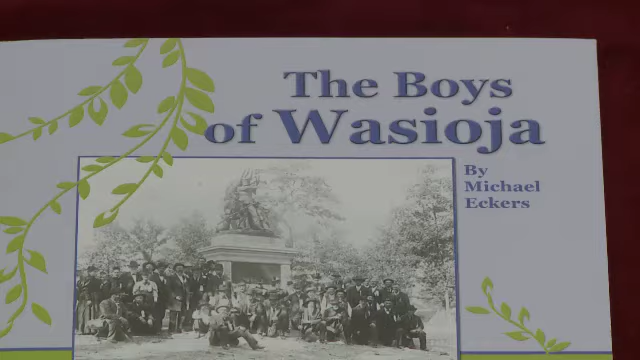 The Boys
of Wasioja
By
Michael
Eckers